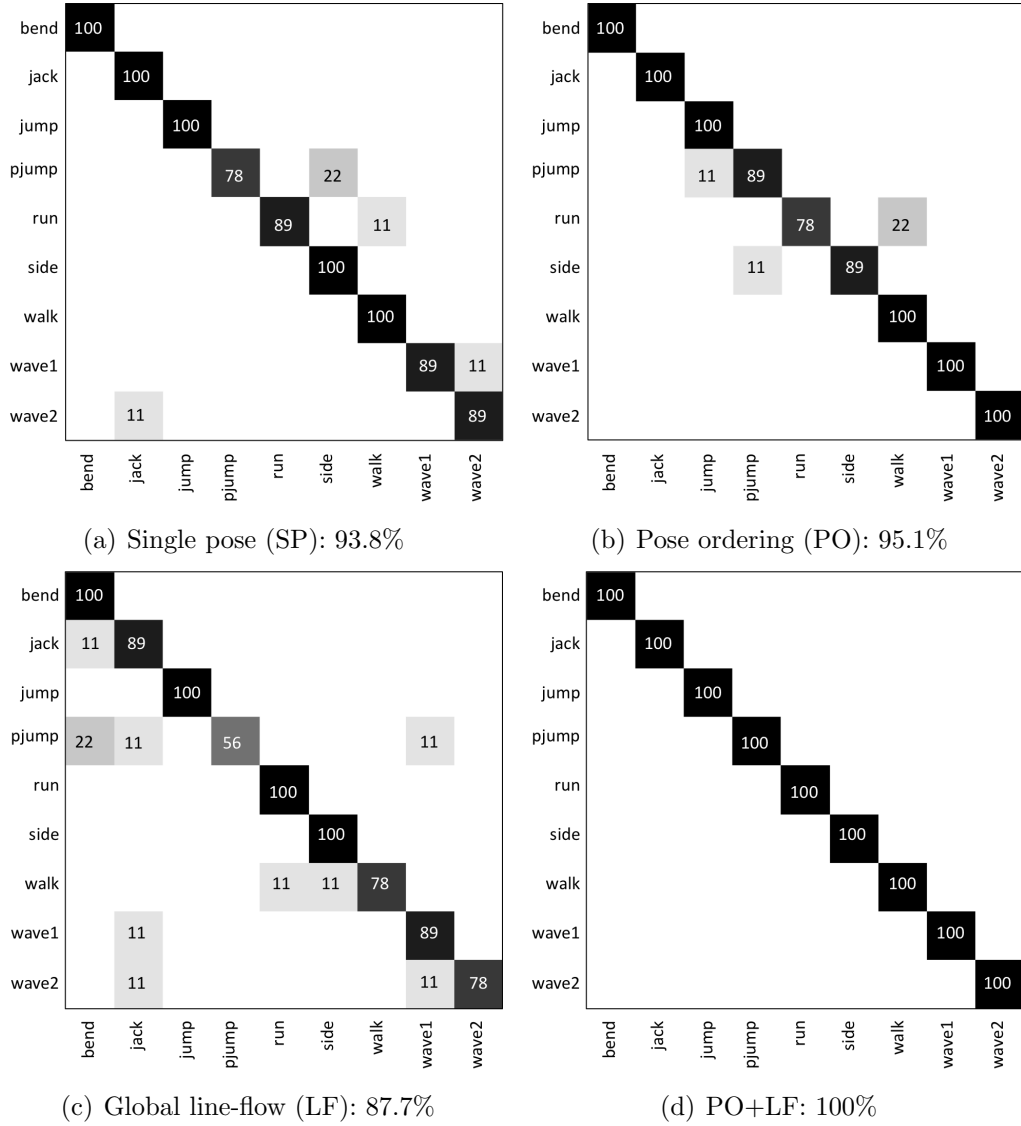 bend 100
jack 100
jump 100
pjump 78 22
run 89 11
side 100
walk 100
wave1 89 11
wave2 11 89
bend jack jump pjump run side walk wave1 wave2
(a) Single pose (SP): 93.8%
bend 100
jack 100
jump 100
pjump 11 89
run 78 22
side 11 89
walk 100
wave1 100
wave2 100
bend jack jump pjump run side walk wave1 wave2
(b) Pose ordering (PO): 95.1%
bend 100
jack 11 89
jump 100
pjump 22 11 56 11
run 100
side 100
walk 11 11 78
wave1 11 89
wave2 11 11 78
bend jack jump pjump run side walk wave1 wave2
(c) Global line-flow (LF): 87.7%
bend 100
jack 100
jump 100
pjump 100
run 100
side 100
walk 100
wave1 100
wave2 100
bend jack jump pjump run side walk wave1 wave2
(d) PO+LF: 100%